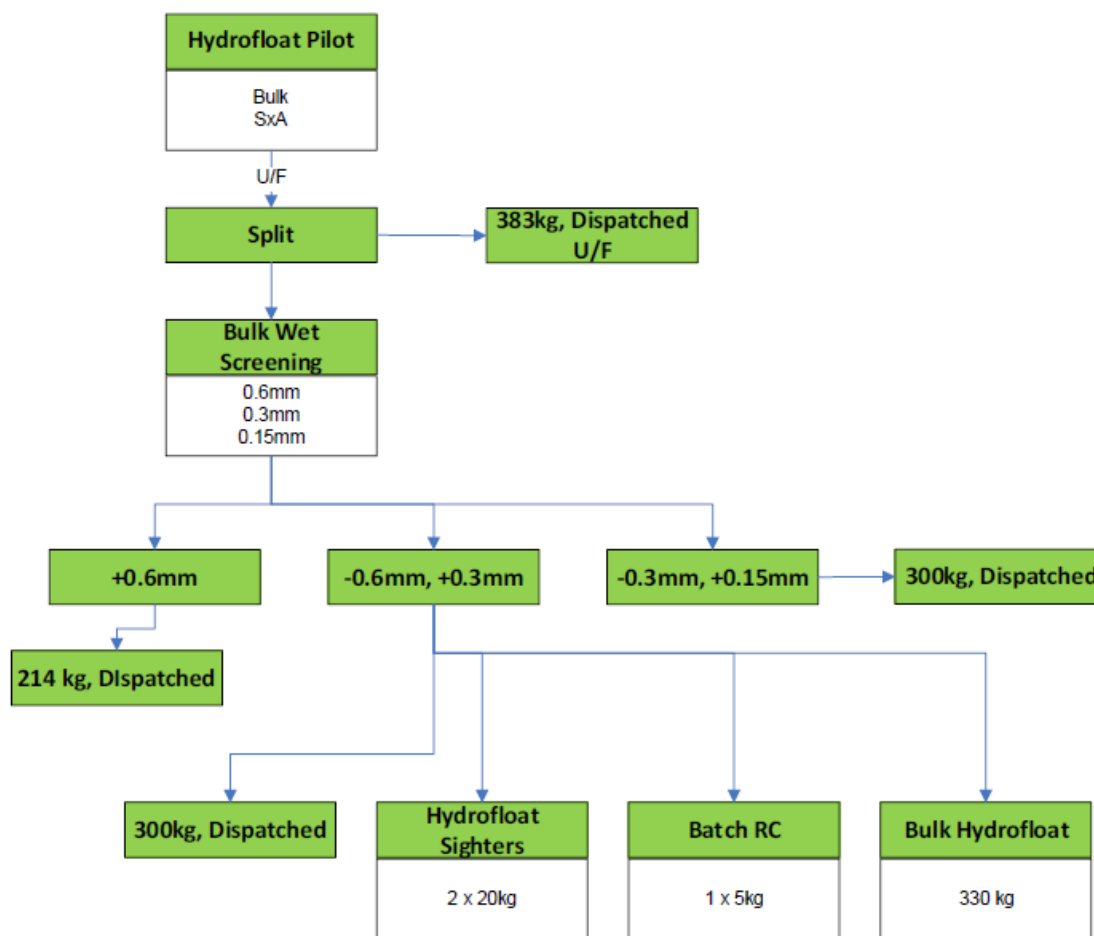 Hydrofloat Pilot
Bulk
SxA
U/F
Split
383kg, Dispatched
U/F
Bulk Wet
Screening
0.6mm
0.3mm
0.15mm
+0.6mm
-0.6mm, +0.3mm
-0.3mm, +0.15mm
300kg, Dispatched
214 kg, DIspatched
300kg, Dispatched
Hydrofloat
Sighters
2 x 20kg
Batch RC
1 x 5kg
Bulk Hydrofloat
330 kg